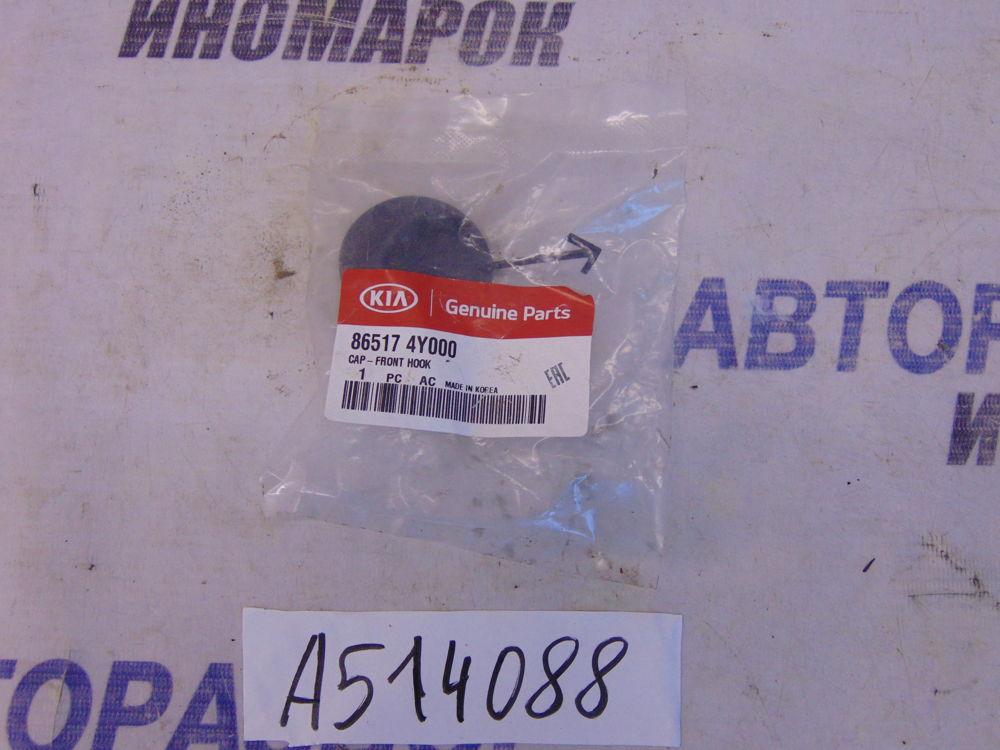 ИНОМАРОК
KIA Genuine Parts
86517 4Y000
CAP-FRONT HOOK
1 PC AC MADE IN KOREA
EAC
АВТОР
И
ТОРА
A514088